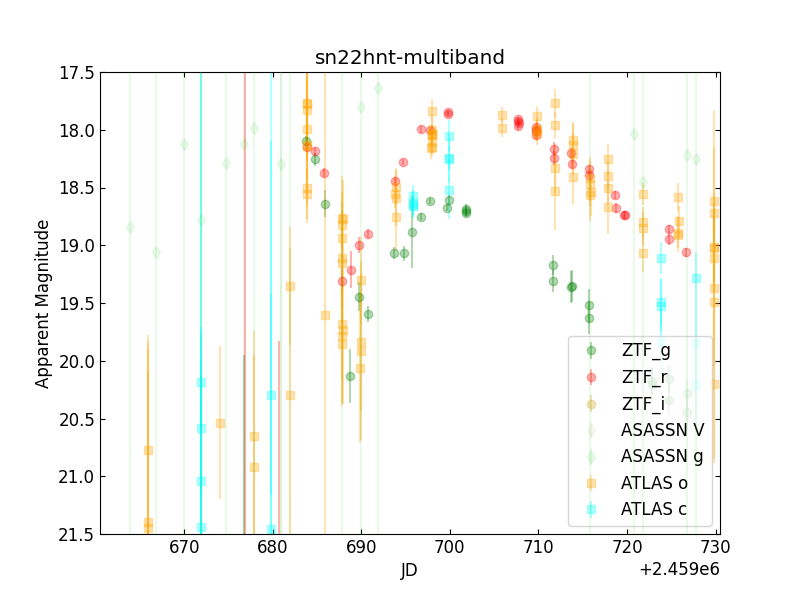 sn22hnt-multiband
Apparent Magnitude
17.5
18.0
18.5
19.0
19.5
20.0
20.5
21.0
21.5
ZTF_g
ZTF_r
ZTF_i
ASASSN V
ASASSN g
ATLAS o
ATLAS c
670
680
690
700
710
720
730
JD
+2.459e6